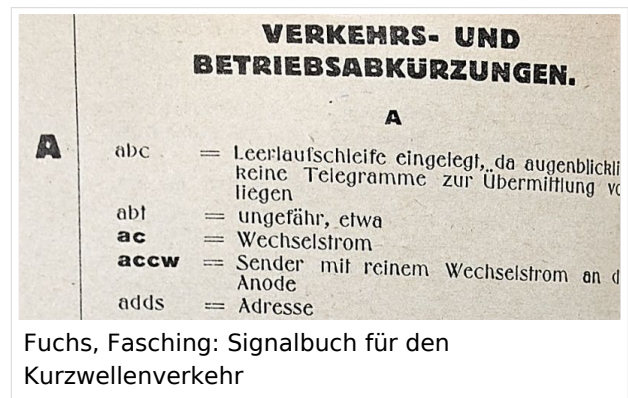 VERKEHRS- UND
BETRIEBSABKÜRZUNGEN.
A
A
abc = Leerlaufschleife eingelegt, da augenblickli
keine Telegramme zur Übermittlung vo
liegen
abt = ungefähr, etwa
ac = Wechselstrom
accw = Sender mit reinem Wechselstrom an d
Anode
adds = Adresse
Fuchs, Fasching: Signalbuch für den
Kurzwellenverkehr